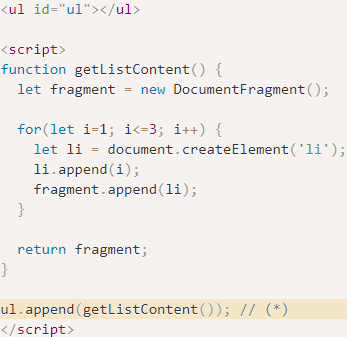 <ul id="ul"></ul>

<script>
function getListContent() {
  let fragment = new DocumentFragment();

  for(let i=1; i<=3; i++) {
    let li = document.createElement('li');
    li.append(i);
    fragment.append(li);
  }

  return fragment;
}

ul.append(getListContent()); // (*)
</script>